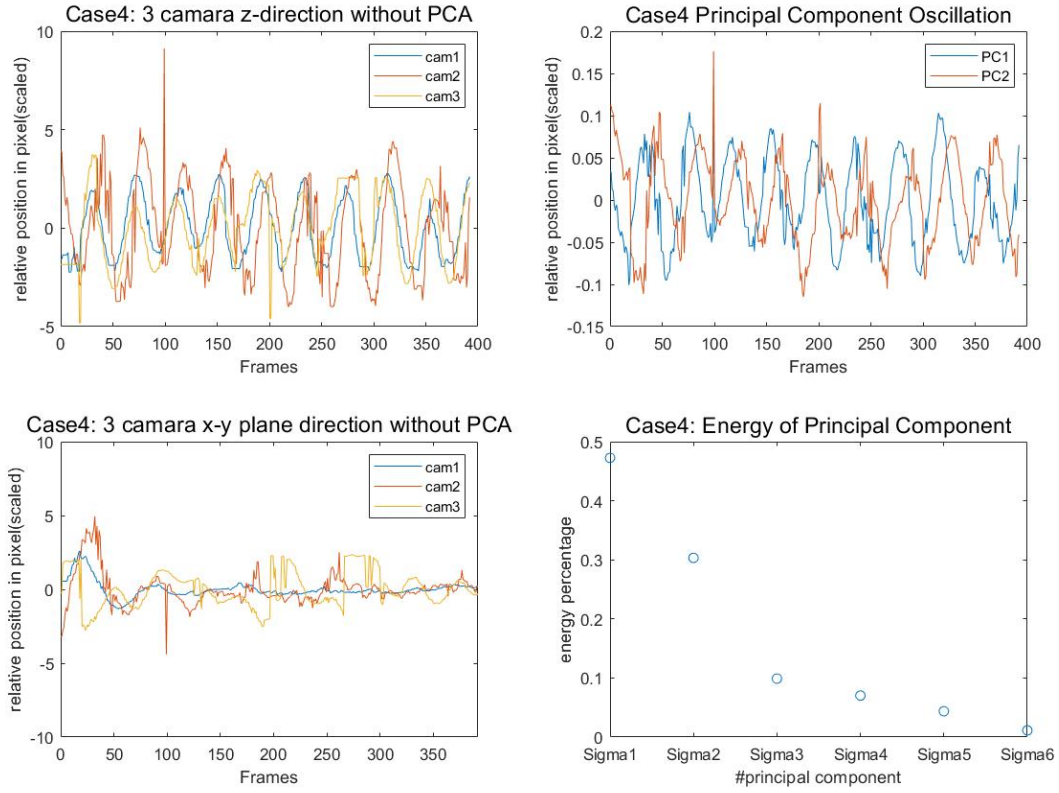 Case4: 3 camara z-direction without PCA
relative position in pixel(scaled)
10
5
0
-5
cam1
cam2
cam3
0 50 100 150 200 250 300 350 400
Frames
Case4 Principal Component Oscillation
relative position in pixel(scaled)
0.2
0.15
0.1
0.05
0
-0.05
-0.1
-0.15
PC1
PC2
0 50 100 150 200 250 300 350 400
Frames
Case4: 3 camara x-y plane direction without PCA
relative position in pixel(scaled)
10
5
0
-5
-10
cam1
cam2
cam3
0 50 100 150 200 250 300 350
Frames
Case4: Energy of Principal Component
energy percentage
0.5
0.4
0.3
0.2
0.1
0
Sigma1 Sigma2 Sigma3 Sigma4 Sigma5 Sigma6
#principal component